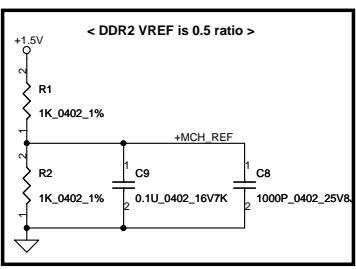 < DDR2 VREF is 0.5 ratio >
+1.5V
2
R1
1K_0402_1%
1
+MCH_REF
2
R2
1K_0402_1%
1
1
C9
0.1U_0402_16V7K
2
1
C8
1000P_0402_25V8J
2